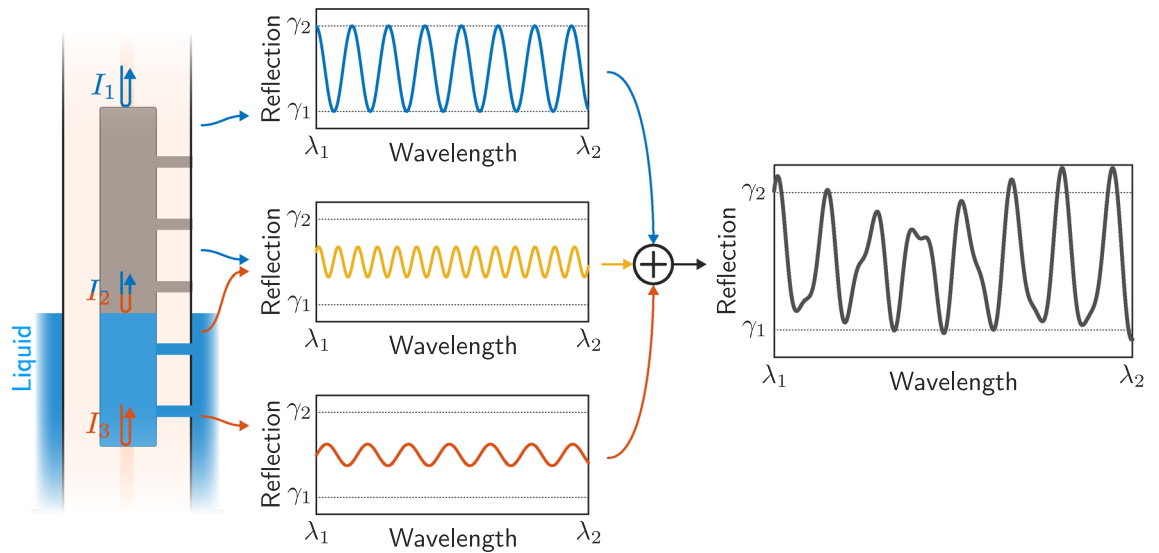 I₁
I₂
I₃
Liquid
γ₂
γ₁
Reflection
λ₁
Wavelength
λ₂
γ₂
γ₁
Reflection
λ₁
Wavelength
λ₂
γ₂
γ₁
Reflection
λ₁
Wavelength
λ₂
γ₂
γ₁
Reflection
λ₁
Wavelength
λ₂